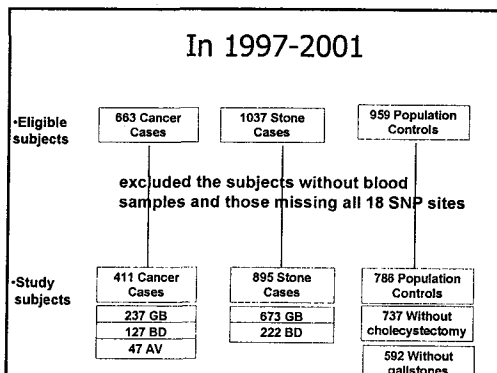 In 1997-2001
•Eligible subjects
663 Cancer Cases
1037 Stone Cases
959 Population Controls
excluded the subjects without blood
samples and those missing all 18 SNP sites
•Study subjects
411 Cancer Cases
895 Stone Cases
786 Population Controls
237 GB
127 BD
47 AV
673 GB
222 BD
737 Without cholecystectomy
592 Without gallstones